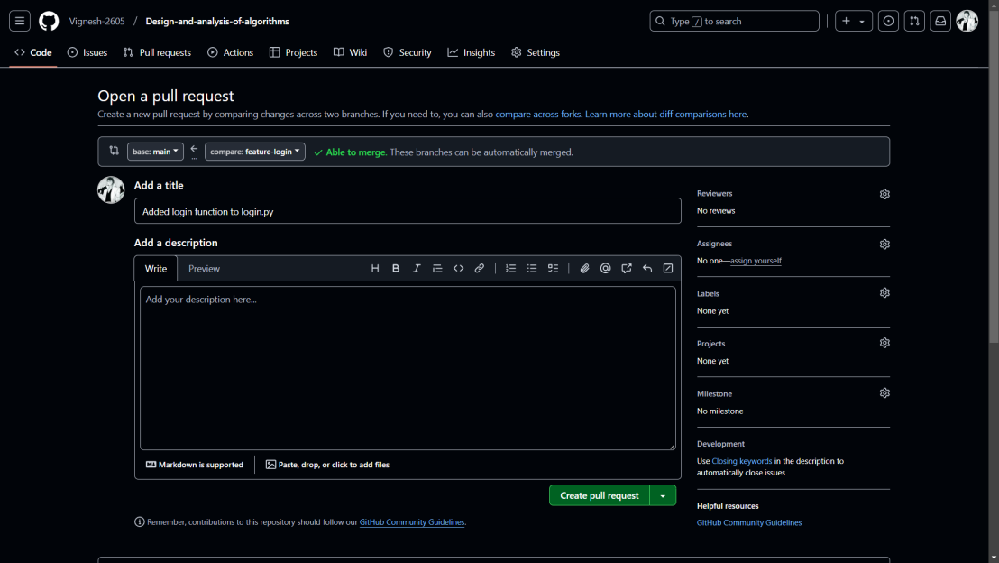 Vignesh-2605 / Design-and-analysis-of-algorithms
Type / to search
Code Issues Pull requests Actions Projects Wiki Security Insights Settings
Open a pull request
Create a new pull request by comparing changes across two branches. If you need to, you can also compare across forks. Learn more about diff comparisons here.
base: main ... compare: feature-login Able to merge. These branches can be automatically merged.
Add a title
Added login function to login.py
Add a description
Write Preview
Add your description here...
Markdown is supported
Paste, drop, or click to add files
Create pull request
Remember, contributions to this repository should follow our GitHub Community Guidelines.
Reviewers
No reviews
Assignees
No one—assign yourself
Labels
None yet
Projects
None yet
Milestone
No milestone
Development
Use Closing keywords in the description to
automatically close issues
Helpful resources
GitHub Community Guidelines